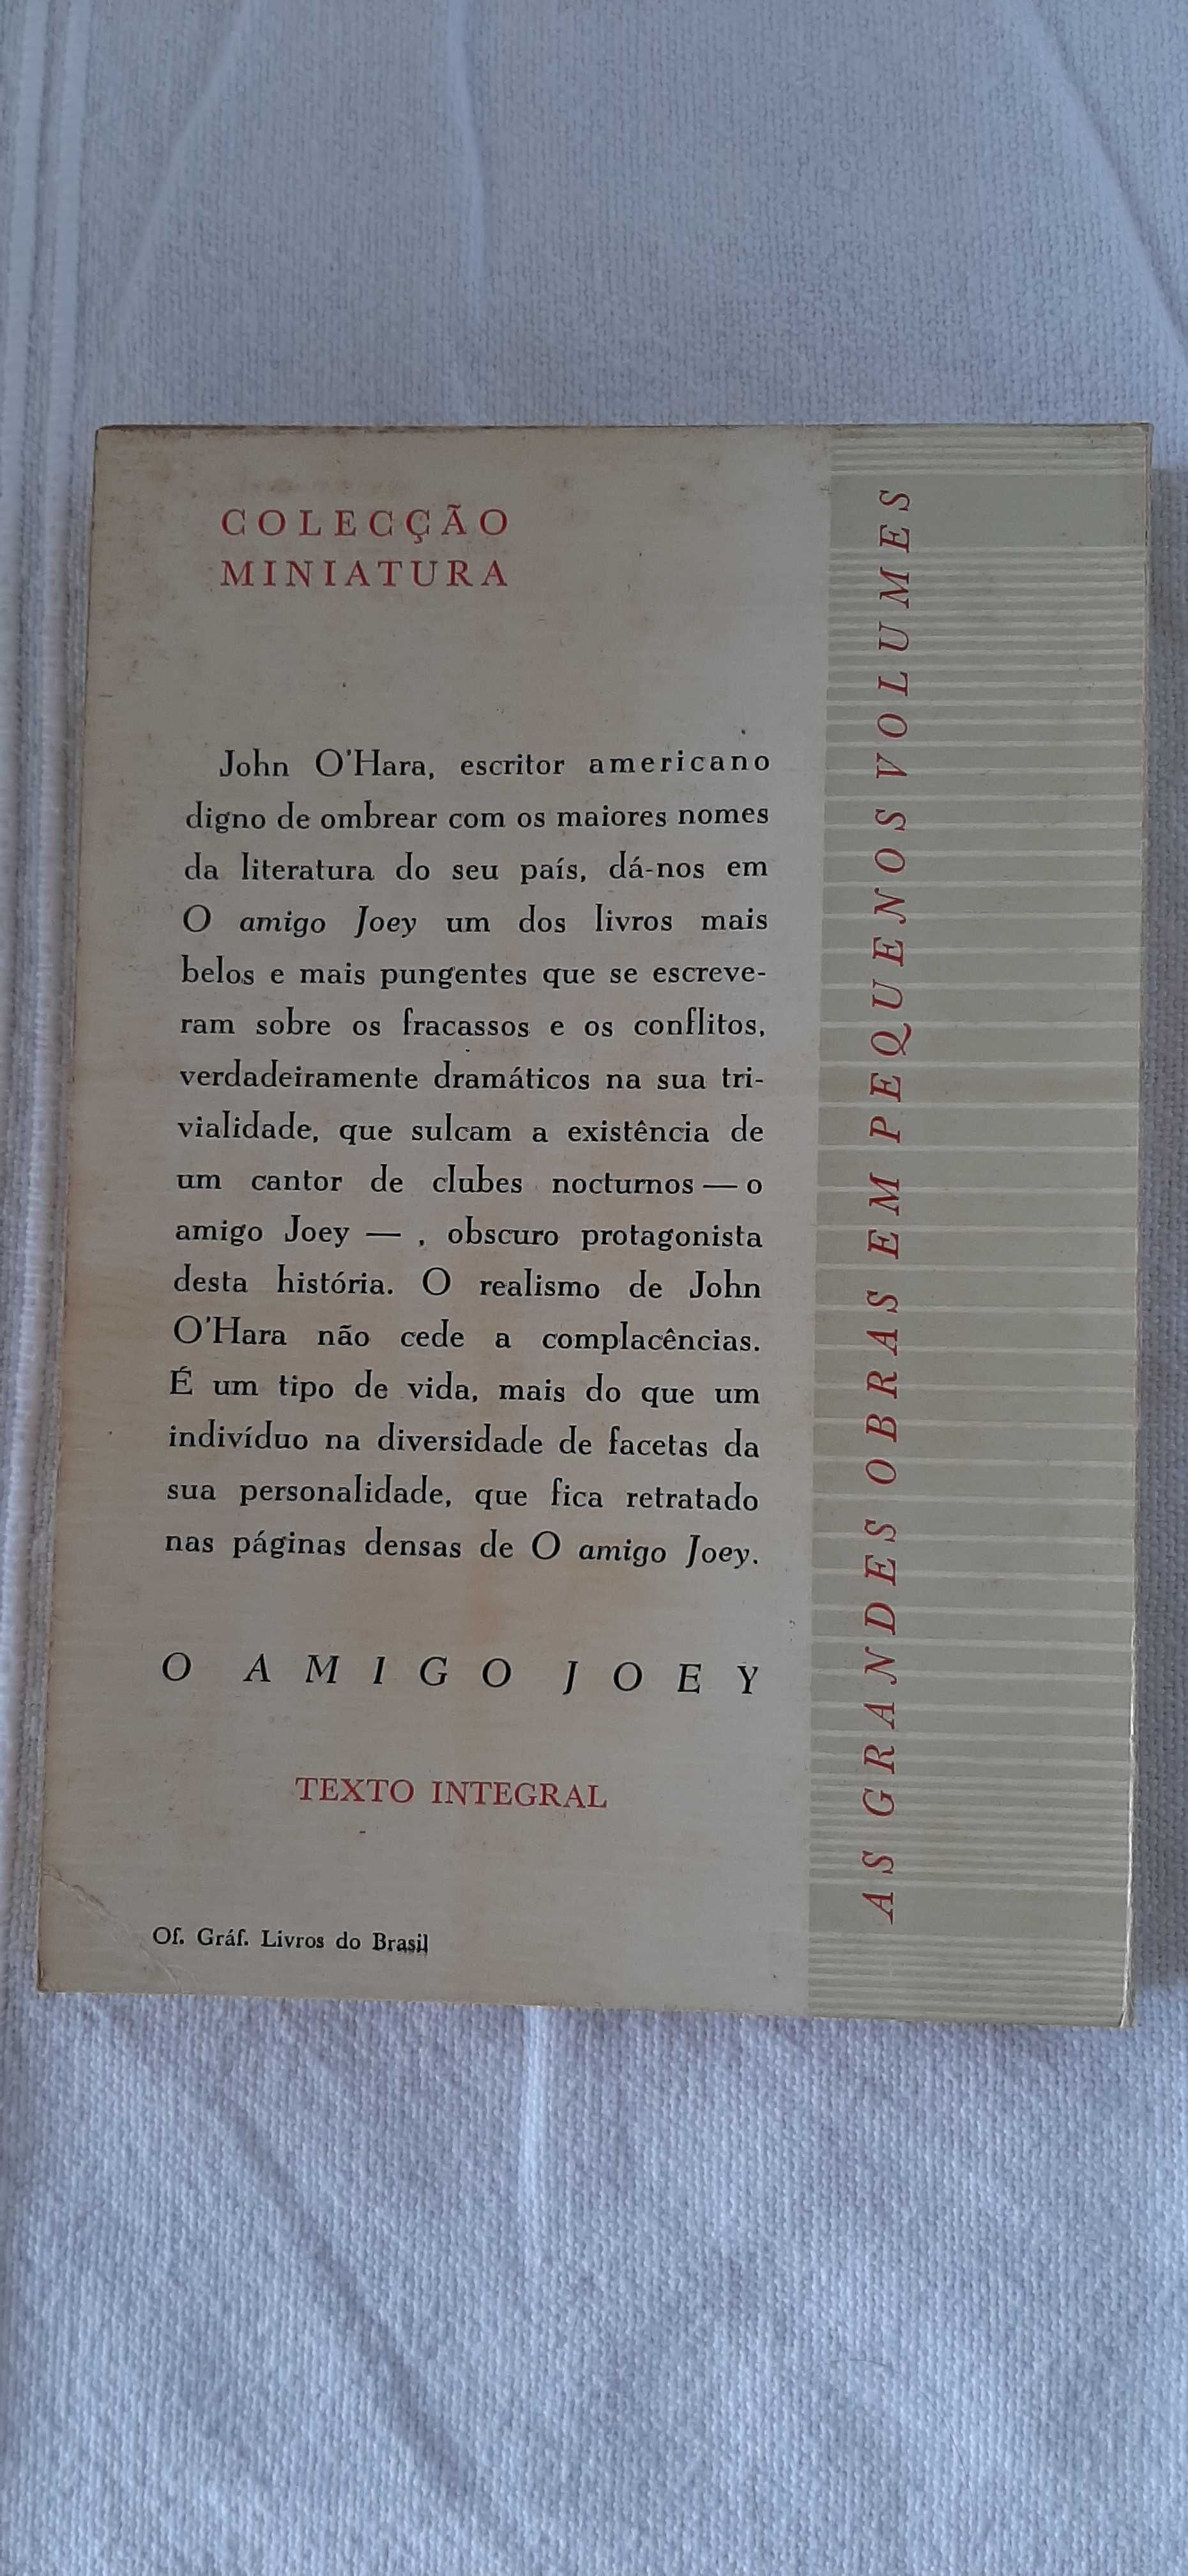 COLECÇÃO
MINIATURA
John O'Hara, escritor americano
digno de ombrear com os maiores nomes
da literatura do seu país, dá-nos em
O amigo Joey um dos livros mais
belos e mais pungentes que se escreve-
ram sobre os fracassos e os conflitos,
verdadeiramente dramáticos na sua tri-
vialidade, que sulcam a existência de
um cantor de clubes nocturnos — o
amigo Joey — , obscuro protagonista
desta história. O realismo de John
O'Hara não cede a complacências.
É um tipo de vida, mais do que um
indivíduo na diversidade de facetas da
sua personalidade, que fica retratado
nas páginas densas de O amigo Joey.
O AMIGO JOEY
TEXTO INTEGRAL
Of. Gráf. Livros do Brasil
AS GRANDES OBRAS EM PEQUENOS VOLUMES